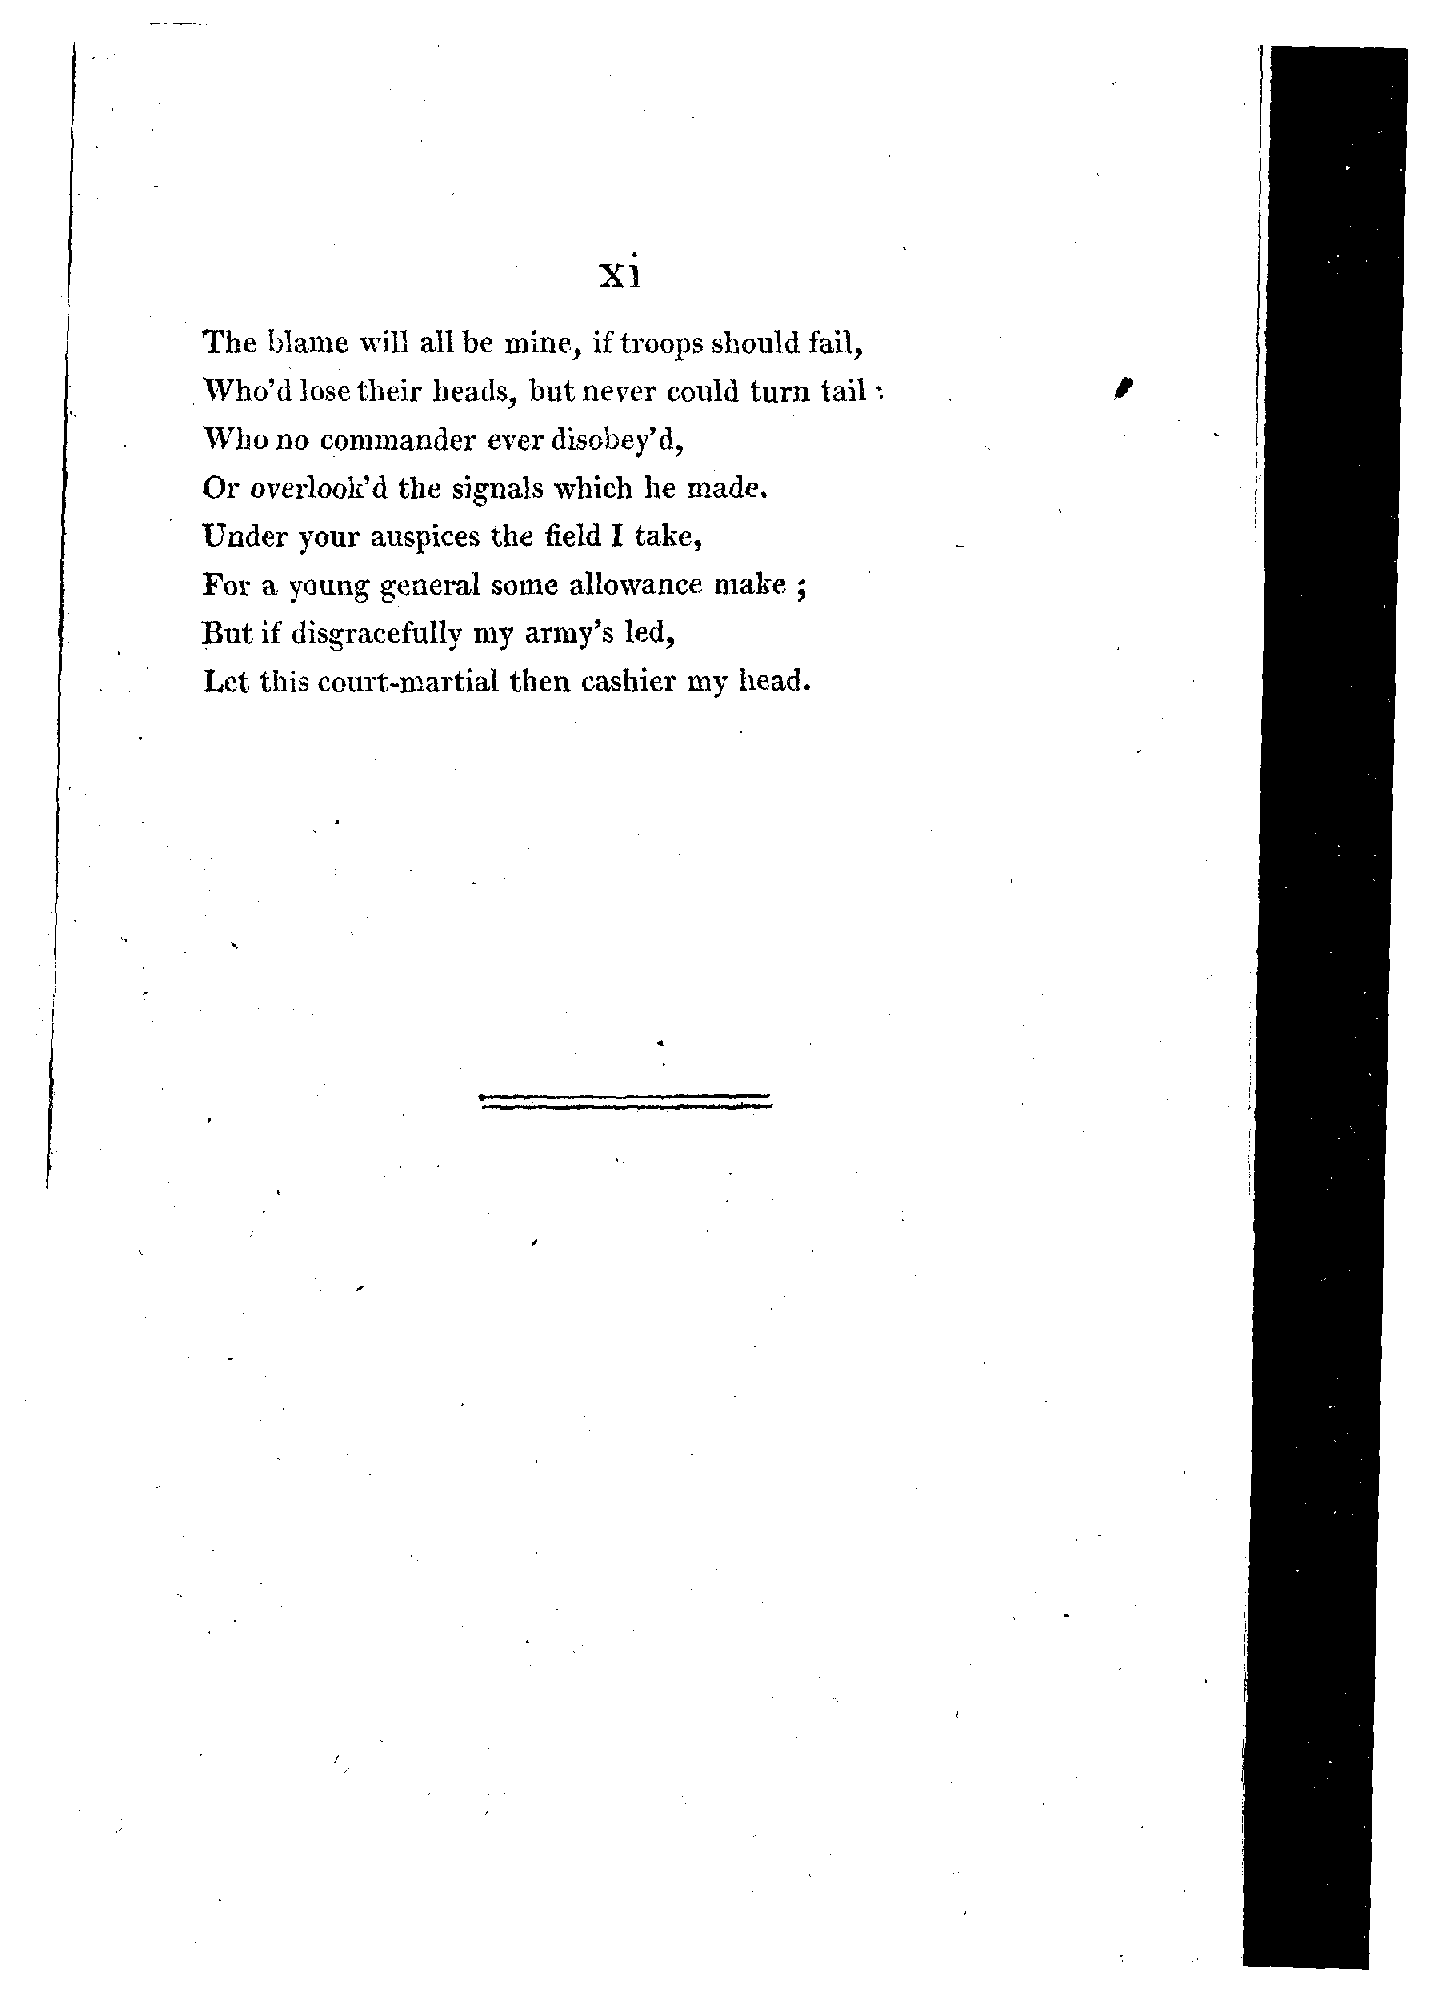 xi
The blame will all be mine, if troops should fail,
Who'd lose their heads, but never could turn tail :
Who no commander ever disobey'd,
Or overlook'd the signals which he made.
Under your auspices the field I take,
For a young general some allowance make ;
But if disgracefully my army's led,
Let this court-martial then cashier my head.